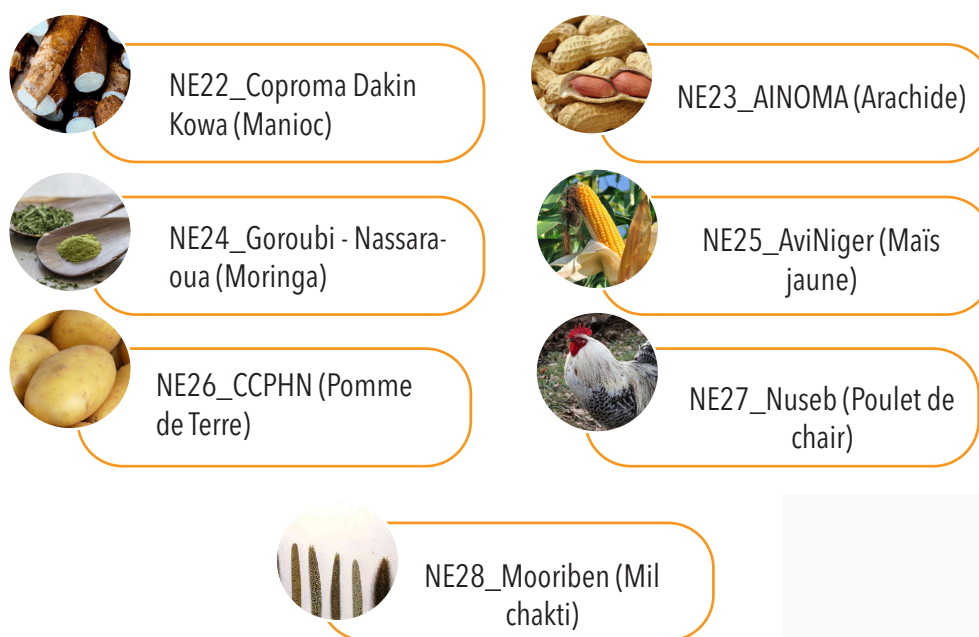 NE22_Coproma Dakin
Kowa (Manioc)
NE23_AINOMA (Arachide)
NE24_Goroubi - Nassara-
oua (Moringa)
NE25_AviNiger (Maïs
jaune)
NE26_CCPHN (Pomme
de Terre)
NE27_Nuseb (Poulet de
chair)
NE28_Mooriben (Mil
chakti)